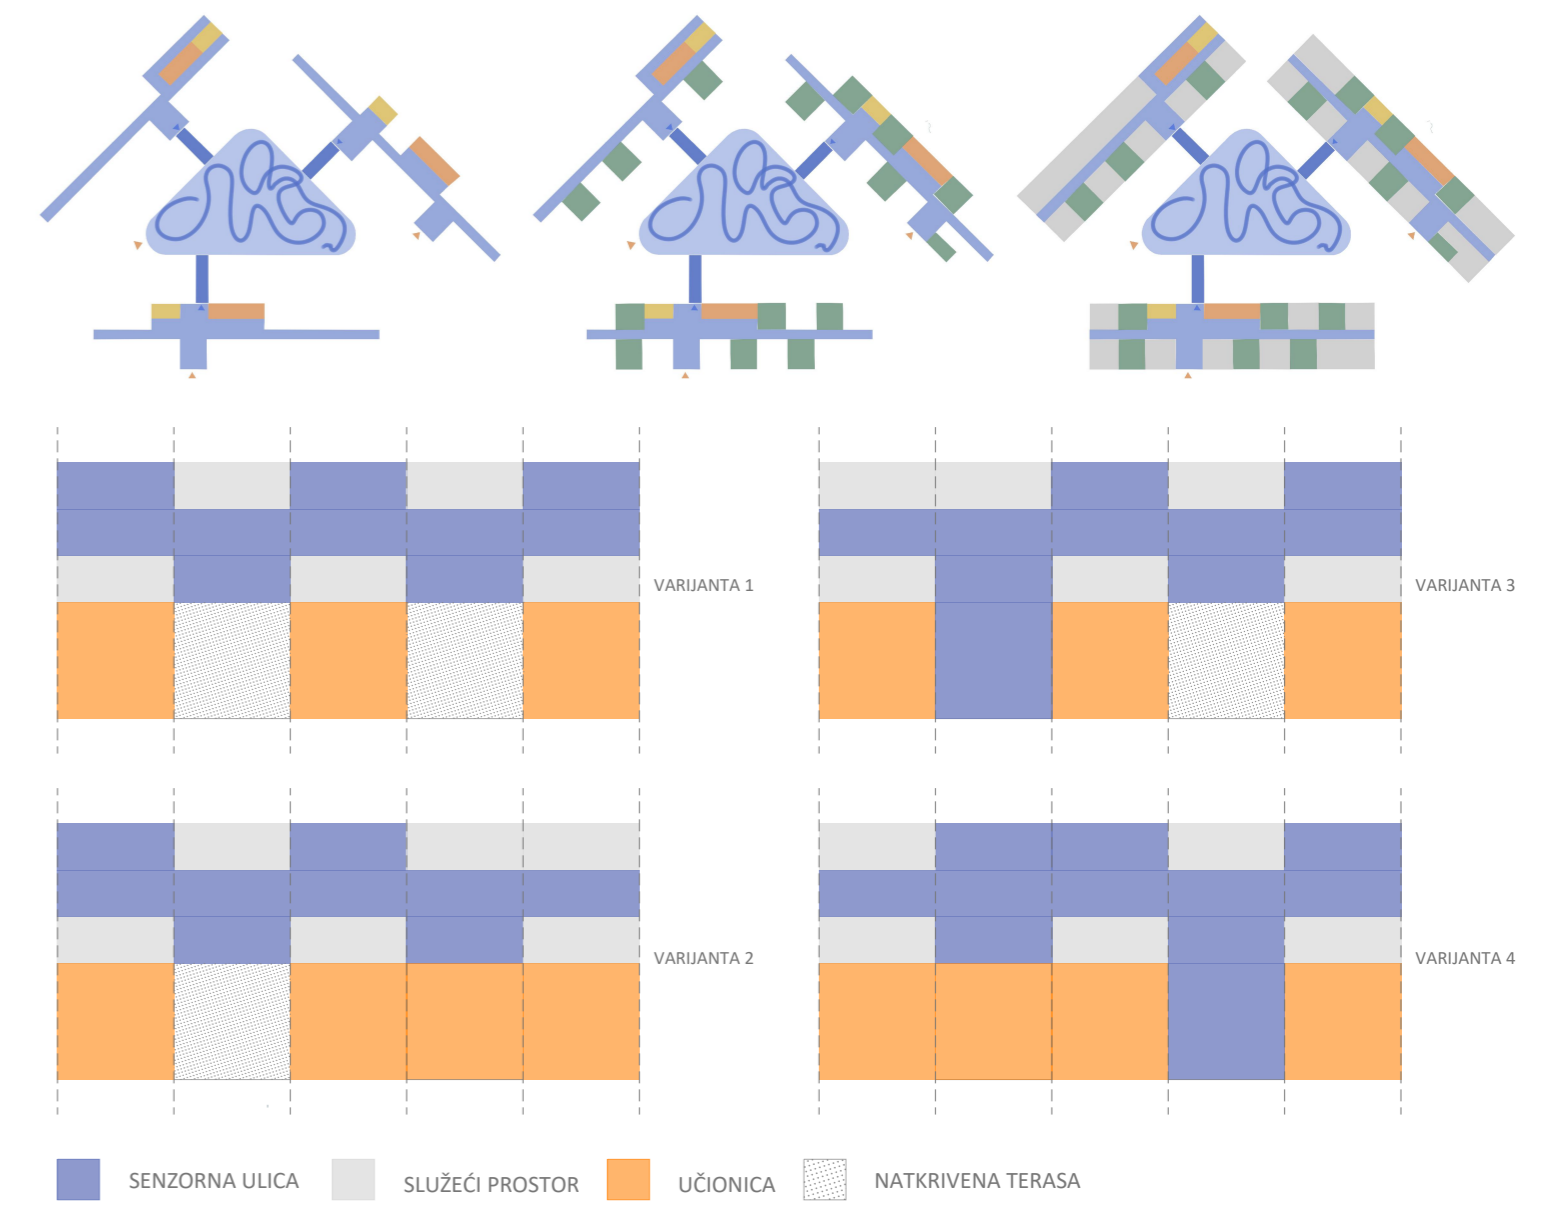 VARIJANTA 1
VARIJANTA 3
VARIJANTA 2
VARIJANTA 4
SENZORNA ULICA
SLUŽEĆI PROSTOR
UČIONICA
NATKRIVENA TERASA